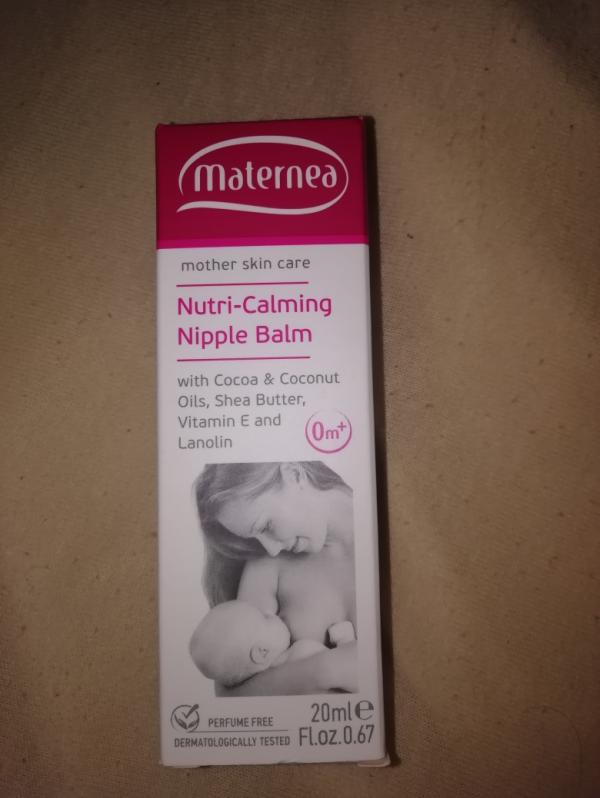 maternea
mother skin care
Nutri-Calming
Nipple Balm
with Cocoa & Coconut
Oils, Shea Butter,
Vitamin E and
Lanolin
0m+
PERFUME FREE
DERMATOLOGICALLY TESTED
20ml e
Fl.oz.0.67